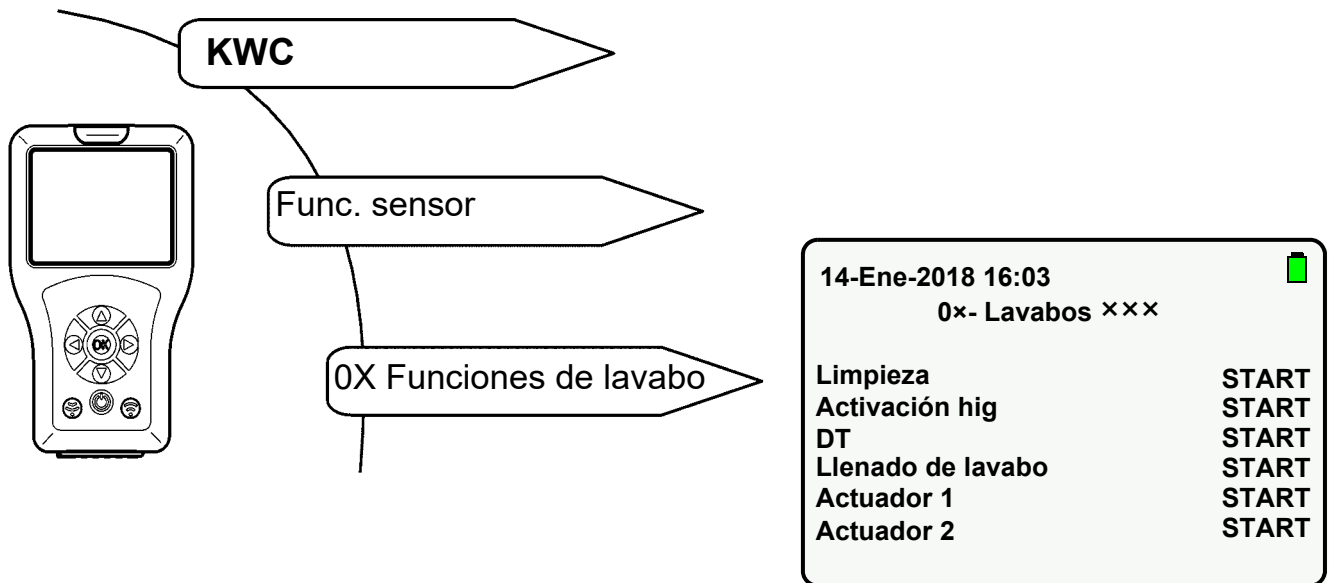 KWC
Func. sensor
0X Funciones de lavabo
OK
14-Ene-2018 16:03
0×- Lavabos ×××
Limpieza START
Activación hig START
DT START
Llenado de lavabo START
Actuador 1 START
Actuador 2 START